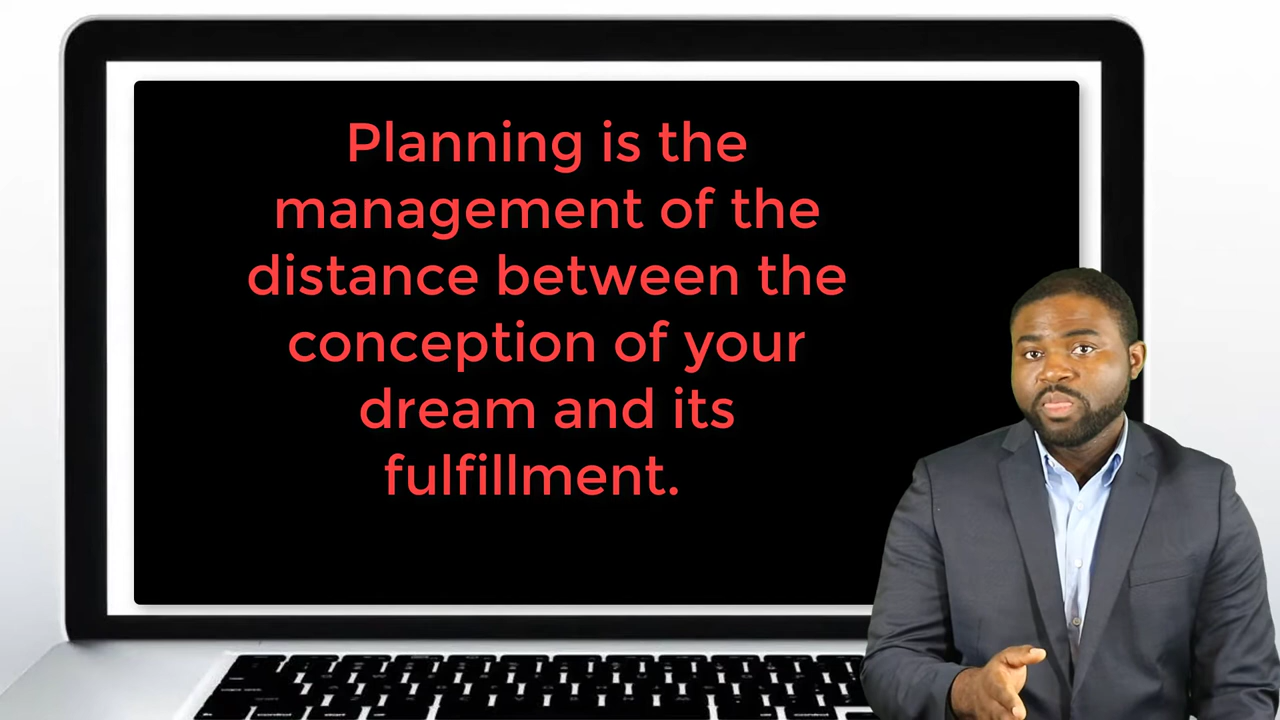 Planning is the
management of the
distance between the
conception of your
dream and its
fulfillment.